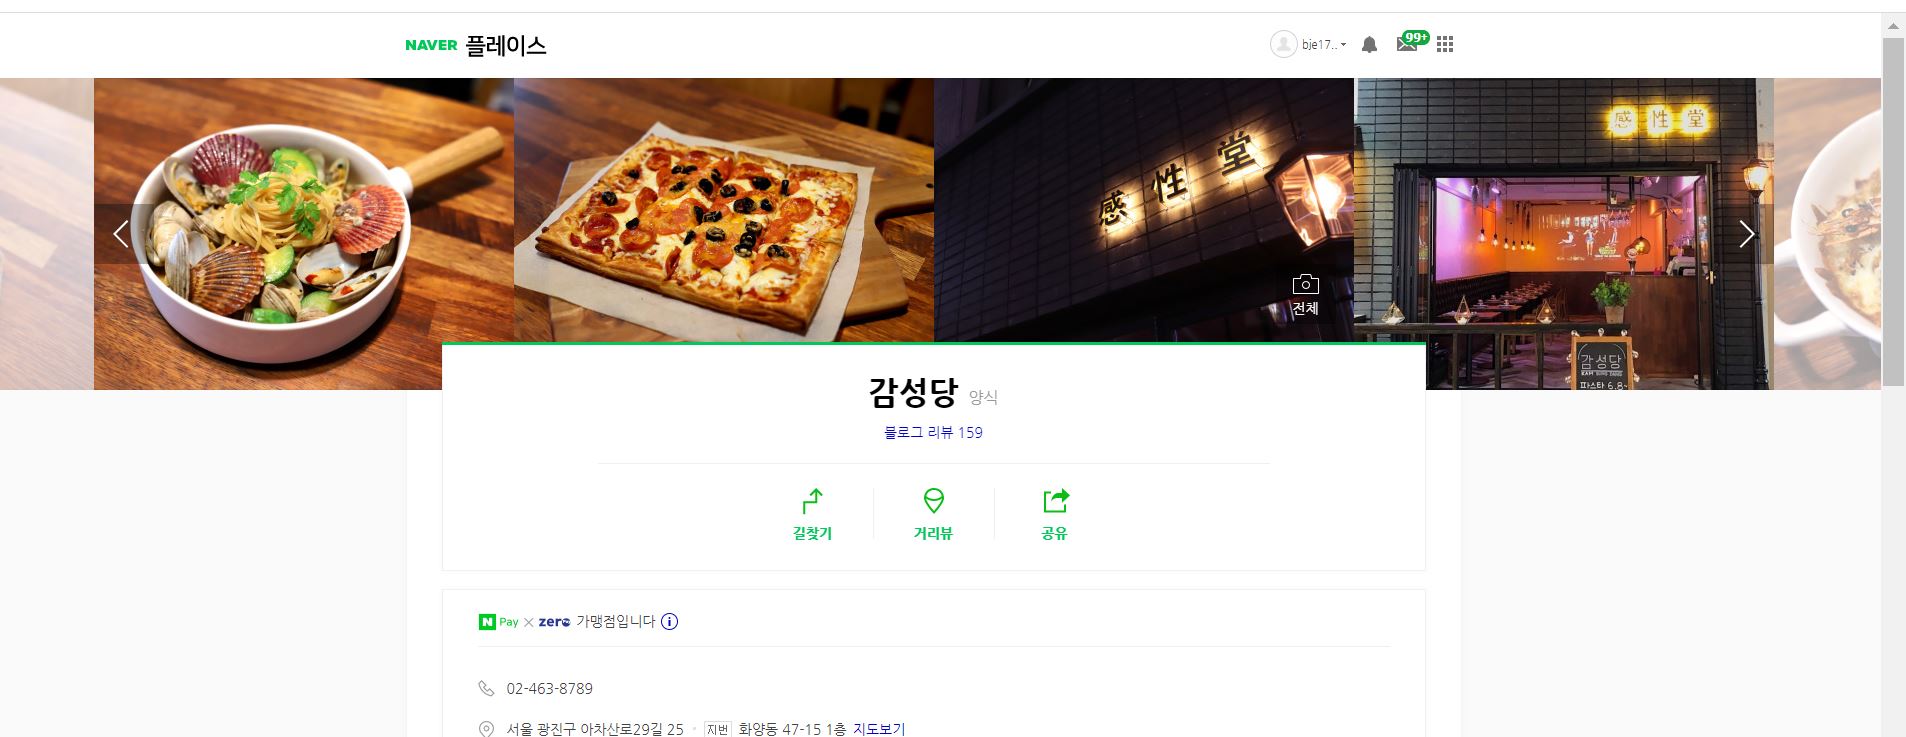 NAVER 플레이스
bje17..
99+
感性堂
感性堂
전체
감성당
파스타 6.8~
감성당 양식
블로그 리뷰 159
길찾기
거리뷰
공유
N Pay × zero 가맹점입니다
02-463-8789
서울 광진구 아차산로29길 25 지번 화양동 47-15 1층 지도보기